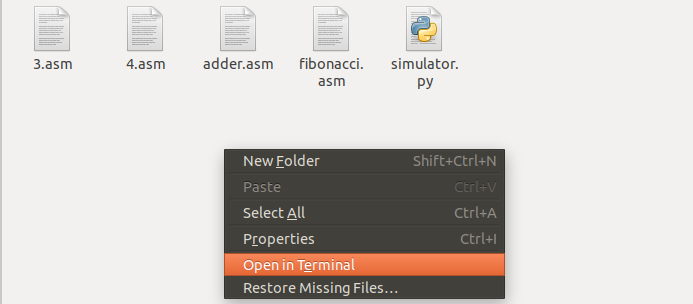 3.asm 4.asm adder.asm fibonacci. simulator.
asm py
New Folder Shift+Ctrl+N
Paste Ctrl+V
Select All Ctrl+A
Properties Ctrl+I
Open in Terminal
Restore Missing Files…